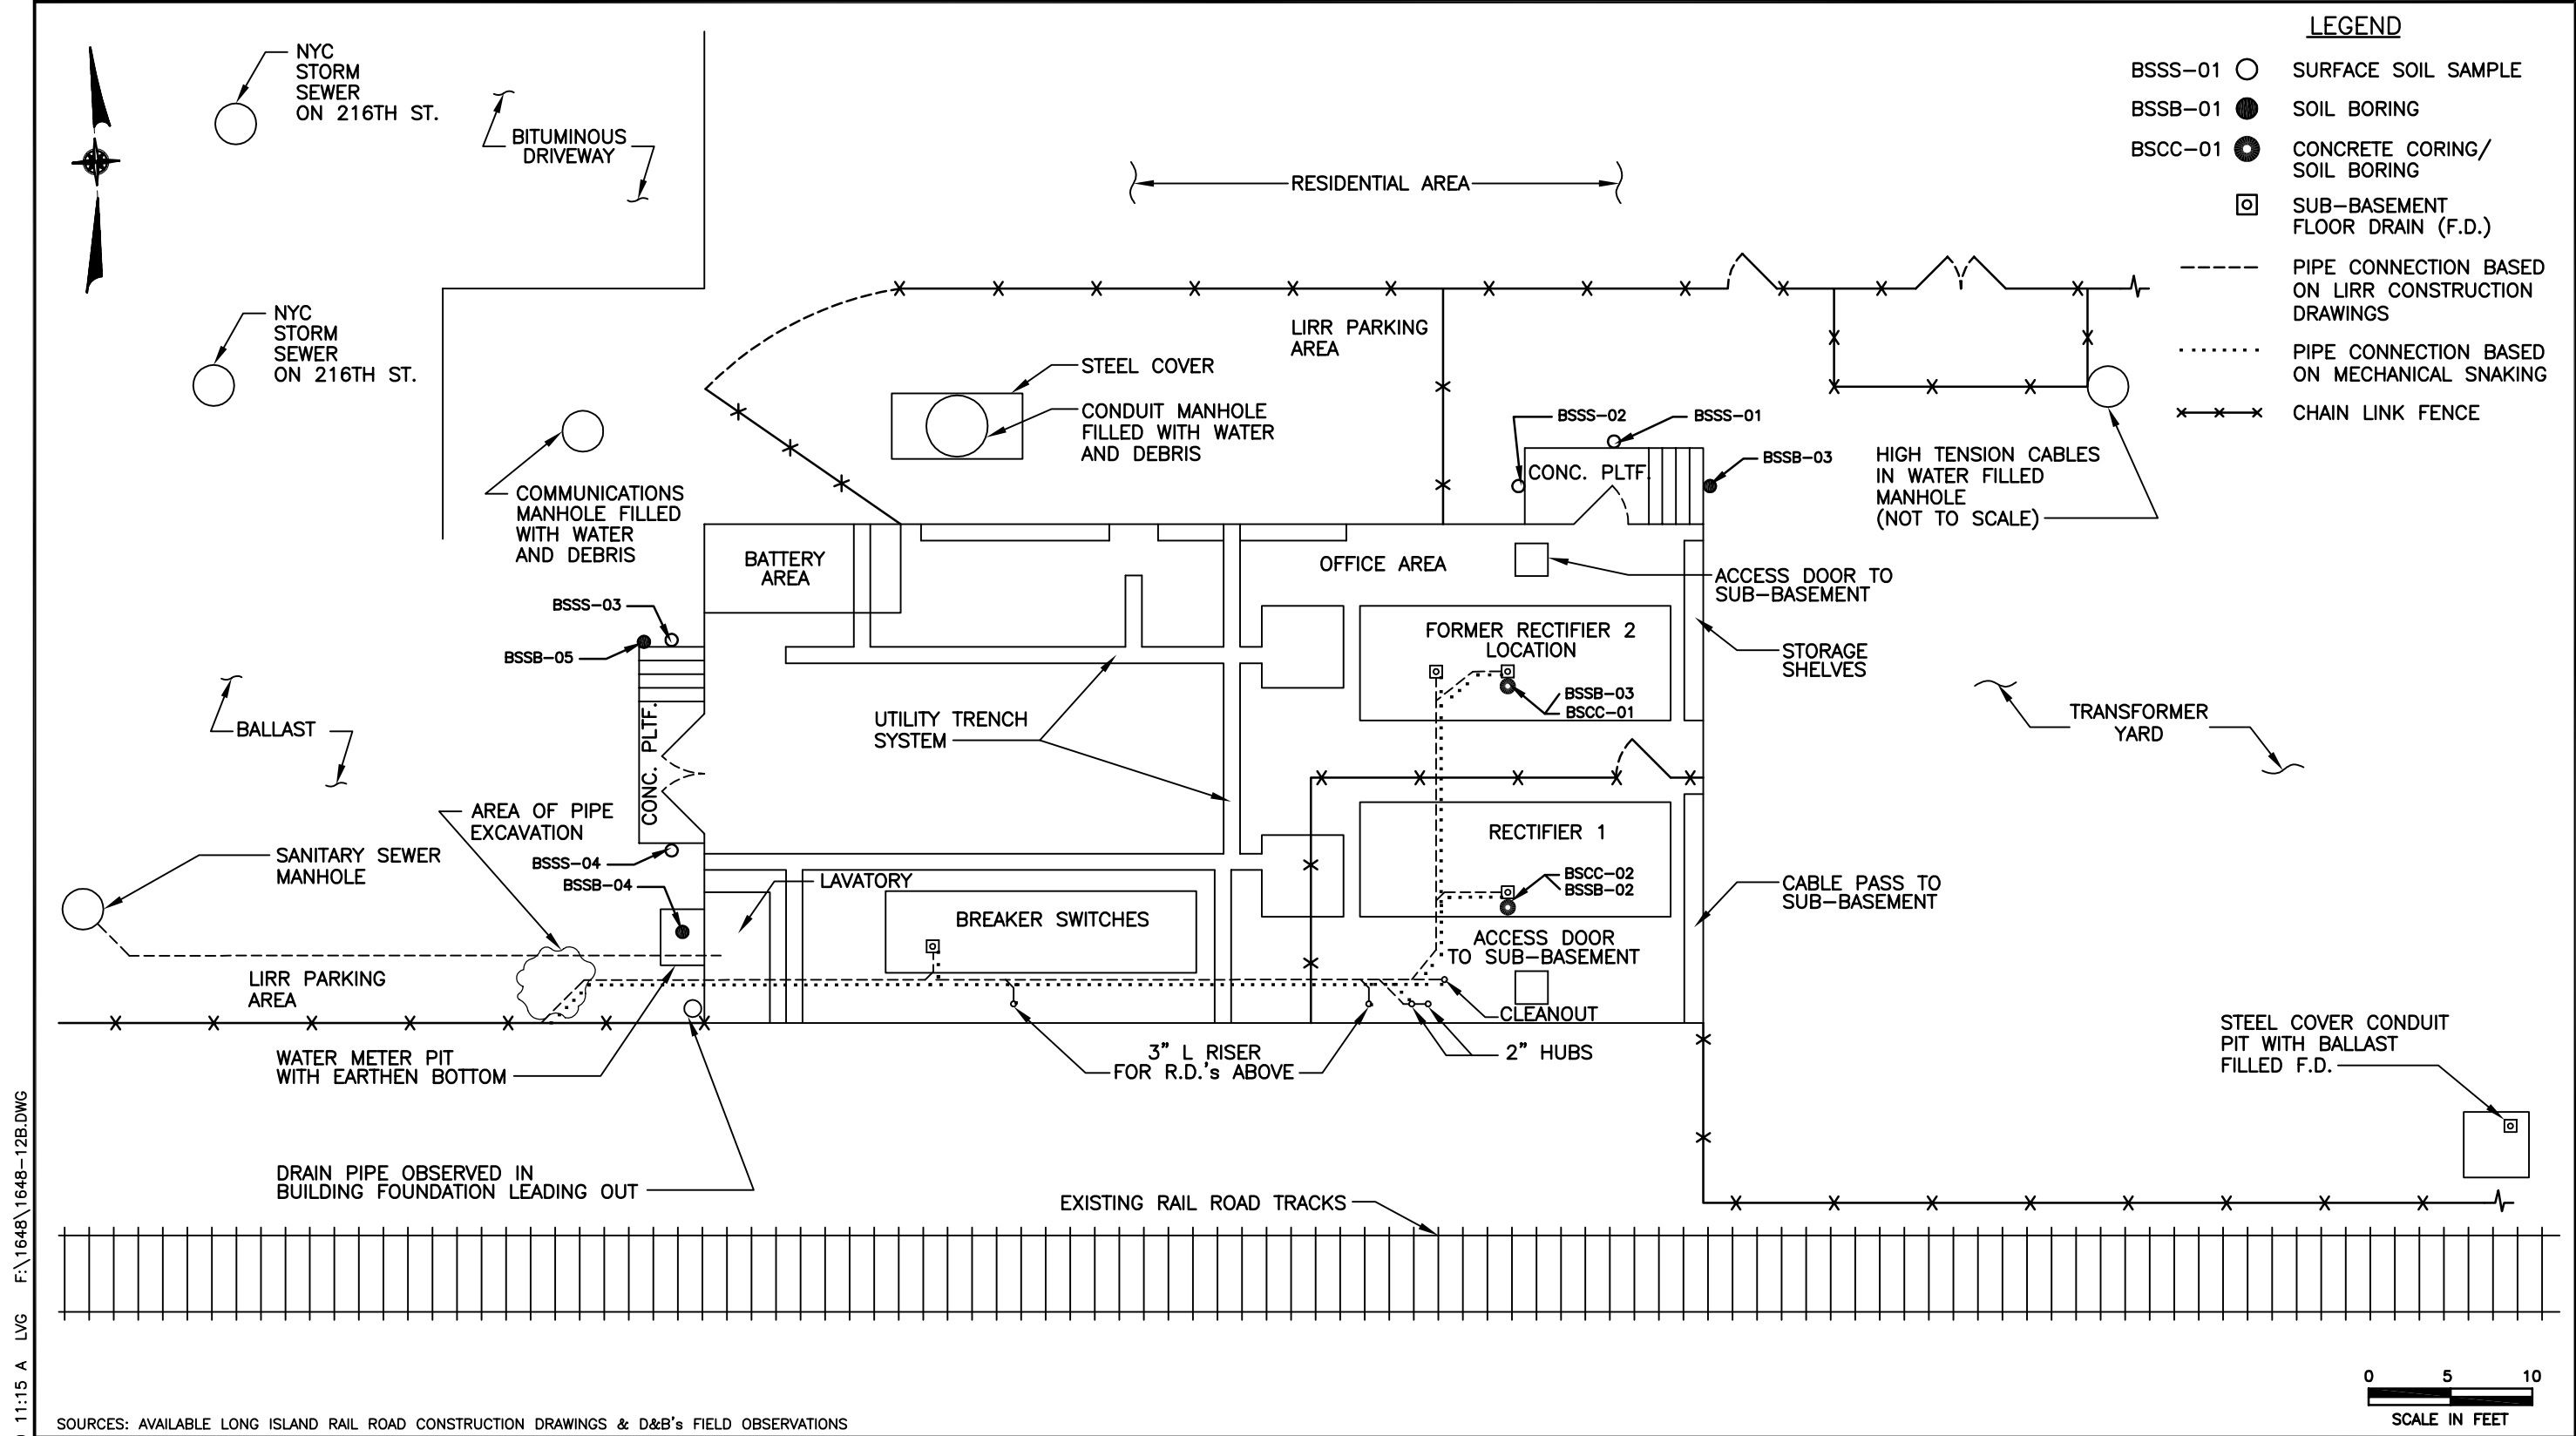 LEGEND
BSSS-01
SURFACE SOIL SAMPLE
BSSB-01
SOIL BORING
BSCC-01
CONCRETE CORING/
SOIL BORING
SUB-BASEMENT
FLOOR DRAIN (F.D.)
PIPE CONNECTION BASED
ON LIRR CONSTRUCTION
DRAWINGS
PIPE CONNECTION BASED
ON MECHANICAL SNAKING
CHAIN LINK FENCE
NYC
STORM
SEWER
ON 216TH ST.
BITUMINOUS
DRIVEWAY
RESIDENTIAL AREA
NYC
STORM
SEWER
ON 216TH ST.
LIRR PARKING
AREA
STEEL COVER
CONDUIT MANHOLE
FILLED WITH WATER
AND DEBRIS
BSSS-02
BSSS-01
BSSB-03
CONC. PLTF.
HIGH TENSION CABLES
IN WATER FILLED
MANHOLE
(NOT TO SCALE)
COMMUNICATIONS
MANHOLE FILLED
WITH WATER
AND DEBRIS
BATTERY
AREA
OFFICE AREA
ACCESS DOOR TO
SUB-BASEMENT
BSSS-03
BSSB-05
FORMER RECTIFIER 2
LOCATION
STORAGE
SHELVES
BSSB-03
BSCC-01
BALLAST
CONC. PLTF.
UTILITY TRENCH
SYSTEM
TRANSFORMER
YARD
AREA OF PIPE
EXCAVATION
RECTIFIER 1
SANITARY SEWER
MANHOLE
BSSS-04
BSSB-04
LAVATORY
BSCC-02
BSSB-02
CABLE PASS TO
SUB-BASEMENT
BREAKER SWITCHES
ACCESS DOOR
TO SUB-BASEMENT
LIRR PARKING
AREA
CLEANOUT
WATER METER PIT
WITH EARTHEN BOTTOM
3" L RISER
FOR R.D.'s ABOVE
2" HUBS
STEEL COVER CONDUIT
PIT WITH BALLAST
FILLED F.D.
DRAIN PIPE OBSERVED IN
BUILDING FOUNDATION LEADING OUT
EXISTING RAIL ROAD TRACKS
0 5 10
SCALE IN FEET
SOURCES: AVAILABLE LONG ISLAND RAIL ROAD CONSTRUCTION DRAWINGS & D&B's FIELD OBSERVATIONS
11:15 A LVG F:\1648\1648-12B.DWG